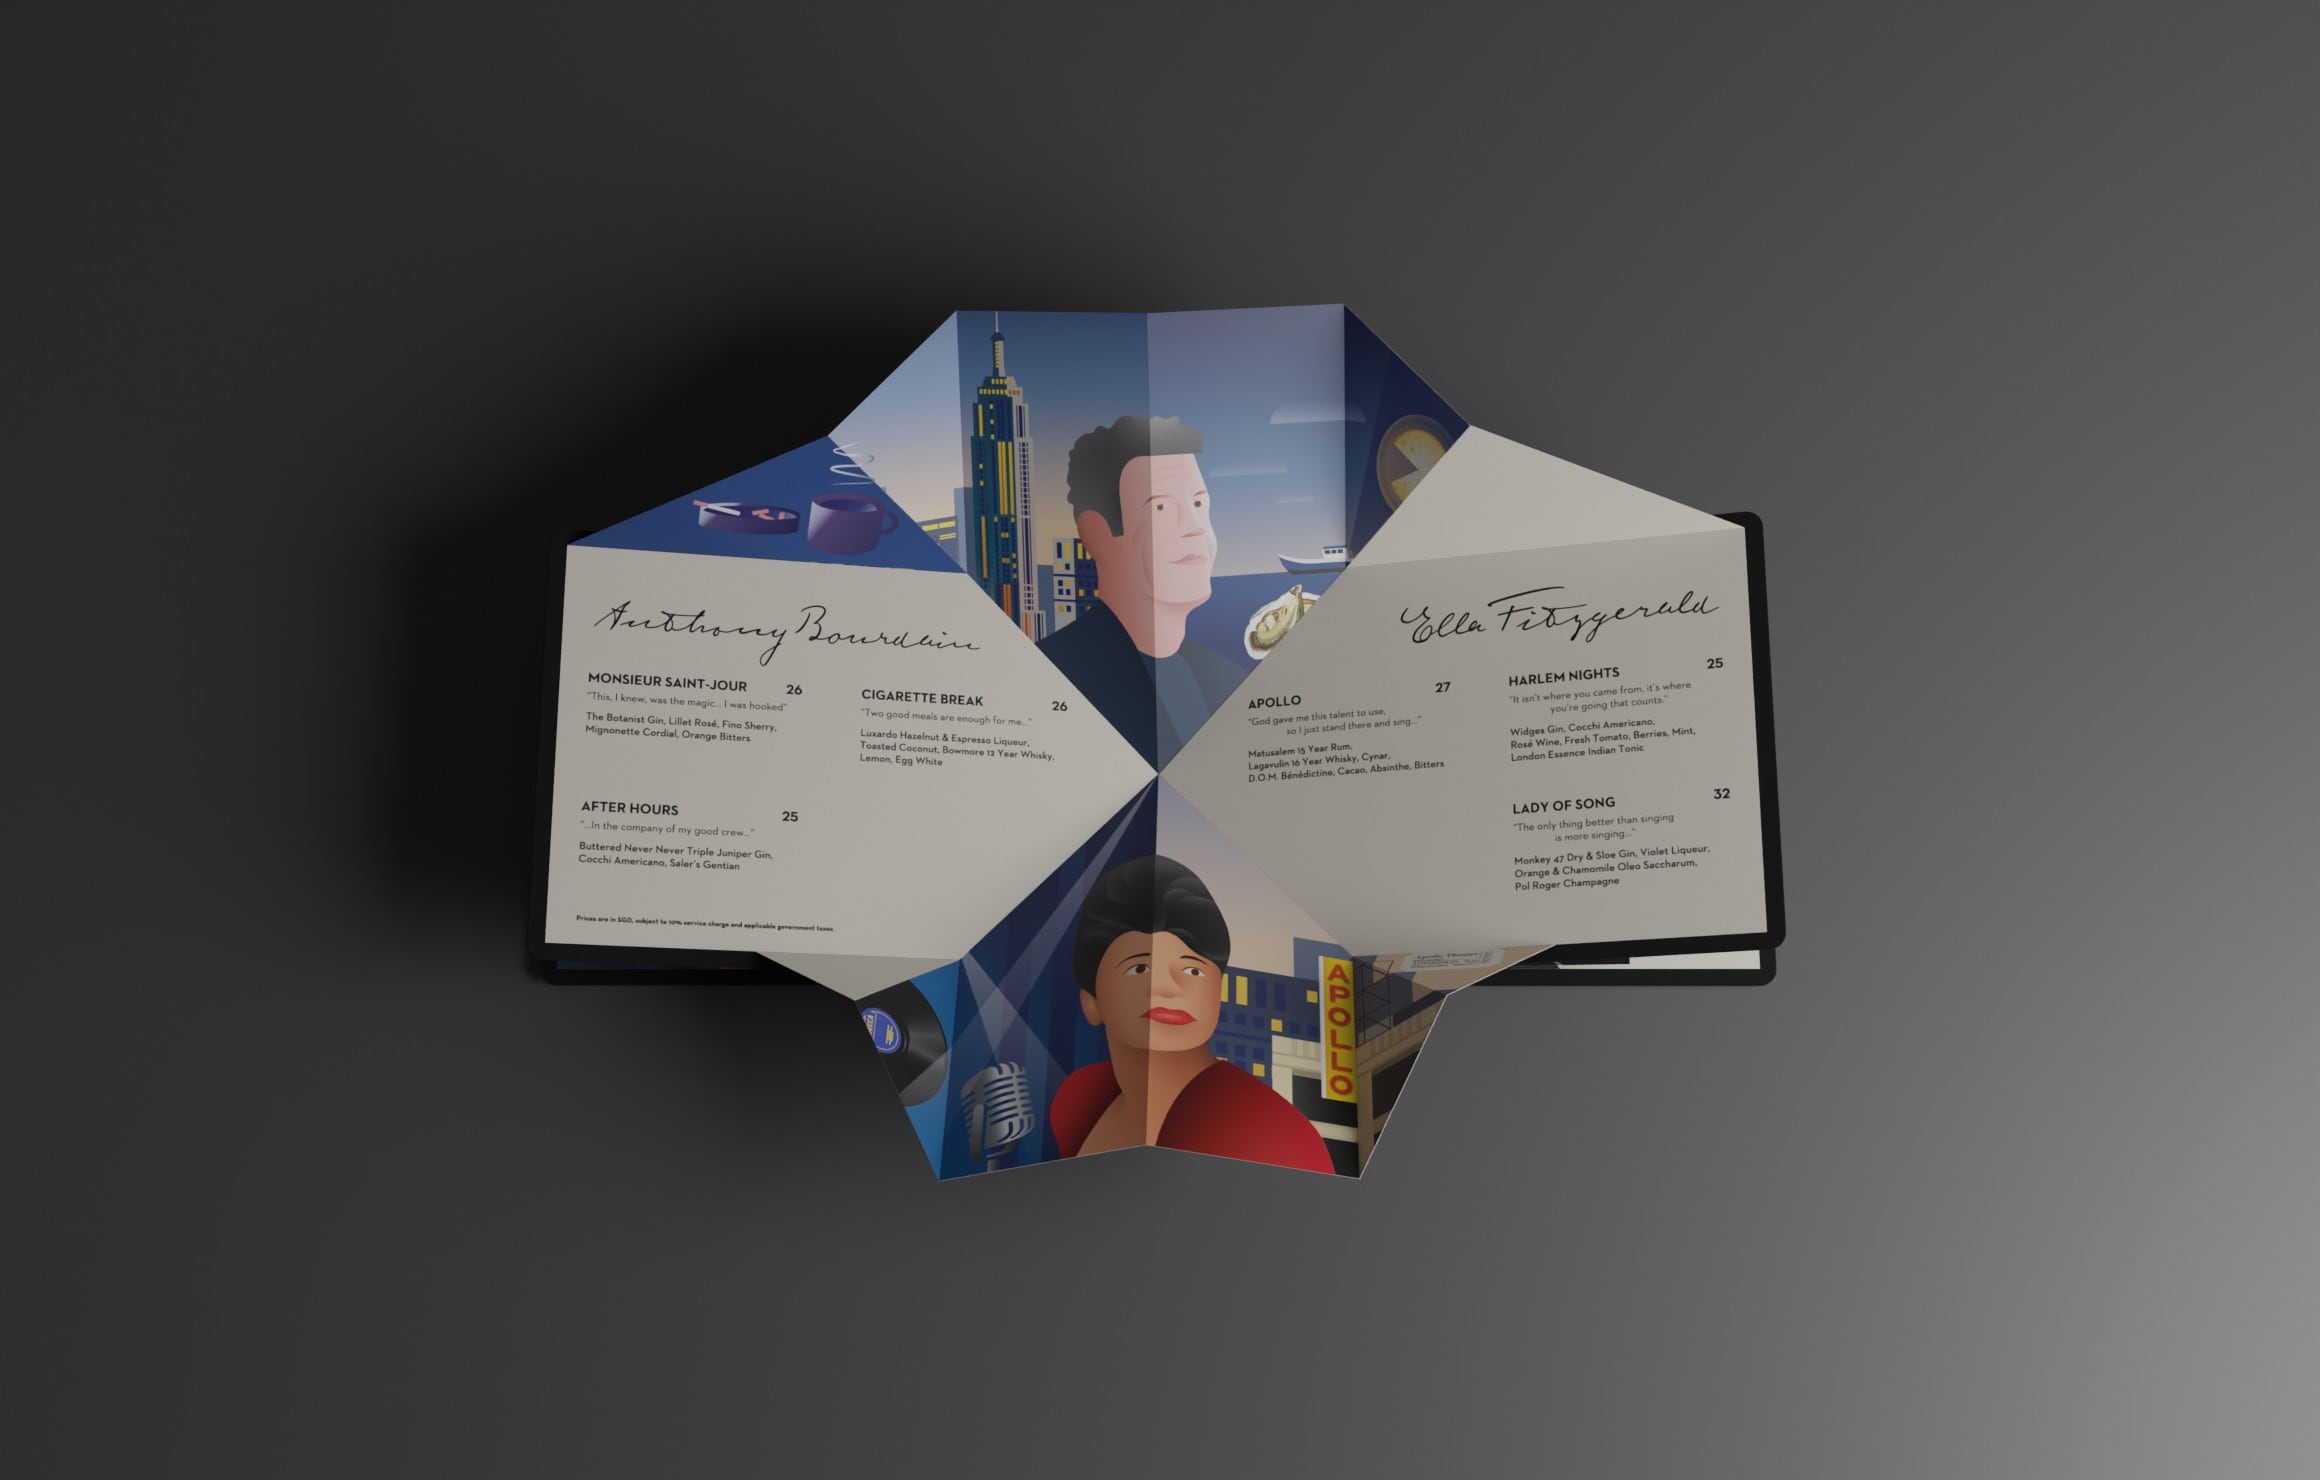 Anthony Bourdain
MONSIEUR SAINT-JOUR 26
"This, I knew, was the magic... I was hooked"
The Botanist Gin, Lillet Rosé, Fino Sherry,
Mignonette Cordial, Orange Bitters
AFTER HOURS 25
"...In the company of my good crew..."
Buttered Never Never Triple Juniper Gin,
Cocchi Americano, Saler's Gentian
Prices are in SGD, subject to 10% service charge and applicable government taxes
CIGARETTE BREAK 26
"Two good meals are enough for me..."
Luxardo Hazelnut & Espresso Liqueur,
Toasted Coconut, Bowmore 12 Year Whisky,
Lemon, Egg White
Ella Fitzgerald
APOLLO 27
"God gave me this talent to use,
so I just stand there and sing..."
Matusalem 15 Year Rum,
Lagavulin 16 Year Whisky, Cynar,
D.O.M. Bénédictine, Cacao, Absinthe, Bitters
HARLEM NIGHTS 25
"It isn't where you came from, it's where
you're going that counts."
Widges Gin, Cocchi Americano,
Rosé Wine, Fresh Tomato, Berries, Mint,
London Essence Indian Tonic
LADY OF SONG 32
"The only thing better than singing
is more singing..."
Monkey 47 Dry & Sloe Gin, Violet Liqueur,
Orange & Chamomile Oleo Saccharum,
Pol Roger Champagne
APOLLO
Apollo Theater